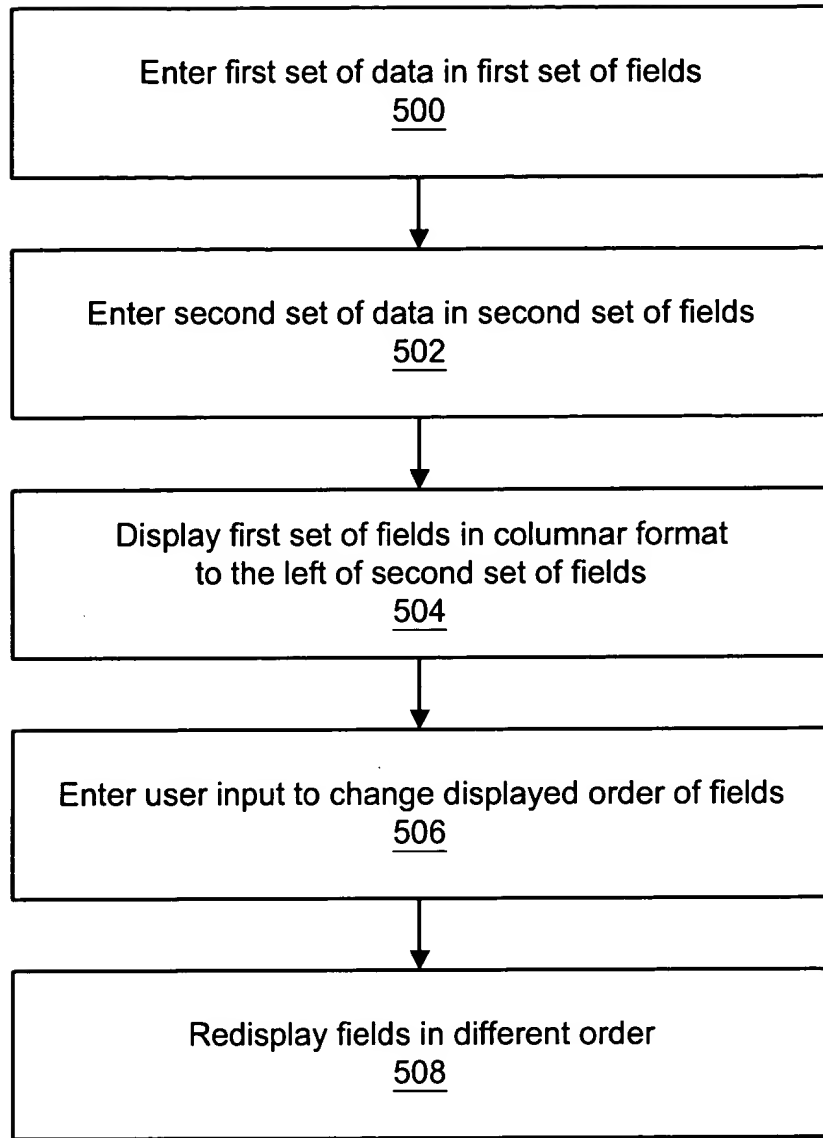 Enter first set of data in first set of fields
500
Enter second set of data in second set of fields
502
Display first set of fields in columnar format
to the left of second set of fields
504
Enter user input to change displayed order of fields
506
Redisplay fields in different order
508